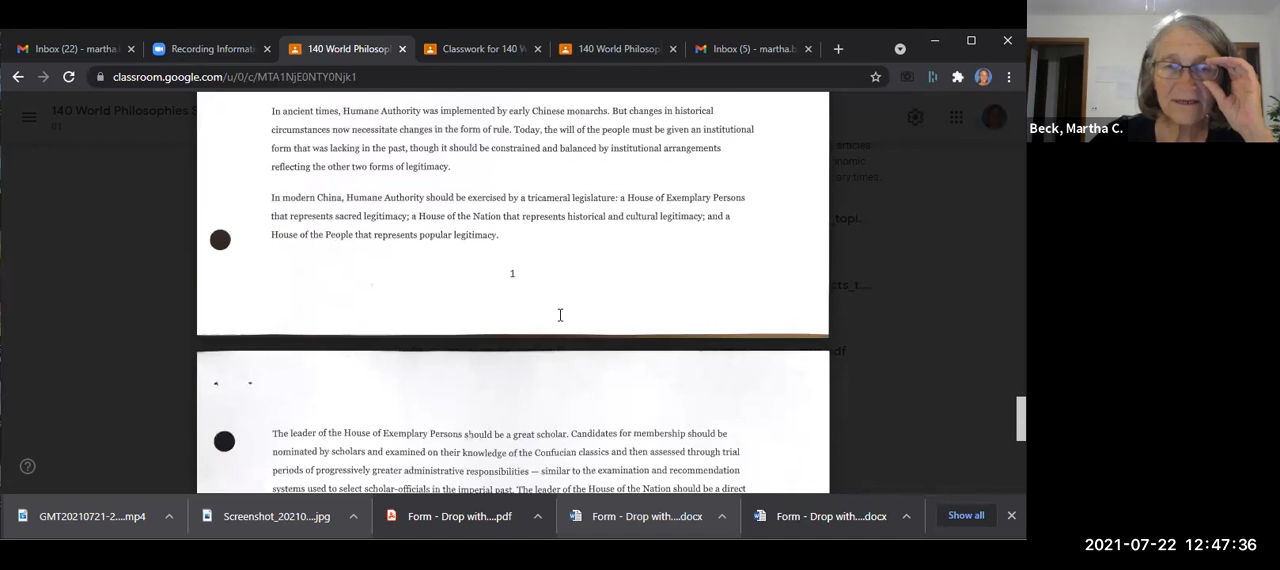 Inbox (22) - martha.
Recording Informati
140 World Philosop
Classwork for 140 W
140 World Philosop
Inbox (5) - martha.b
classroom.google.com/u/0/c/MTA1NjE0NTY0Njk1
140 World Philosophies S
In ancient times, Humane Authority was implemented by early Chinese monarchs. But changes in historical
circumstances now necessitate changes in the form of rule. Today, the will of the people must be given an institutional
form that was lacking in the past, though it should be constrained and balanced by institutional arrangements
reflecting the other two forms of legitimacy.
In modern China, Humane Authority should be exercised by a tricameral legislature: a House of Exemplary Persons
that represents sacred legitimacy; a House of the Nation that represents historical and cultural legitimacy; and a
House of the People that represents popular legitimacy.
1
The leader of the House of Exemplary Persons should be a great scholar. Candidates for membership should be
nominated by scholars and examined on their knowledge of the Confucian classics and then assessed through trial
periods of progressively greater administrative responsibilities — similar to the examination and recommendation
systems used to select scholar-officials in the imperial past. The leader of the House of the Nation should be a direct
articles
nomic
ary times.
_topi...
cts_t...
df
GMT20210721-2....mp4
Screenshot_20210....jpg
Form - Drop with....pdf
Form - Drop with....docx
Form - Drop with....docx
Show all
Beck, Martha C.
2021-07-22 12:47:36